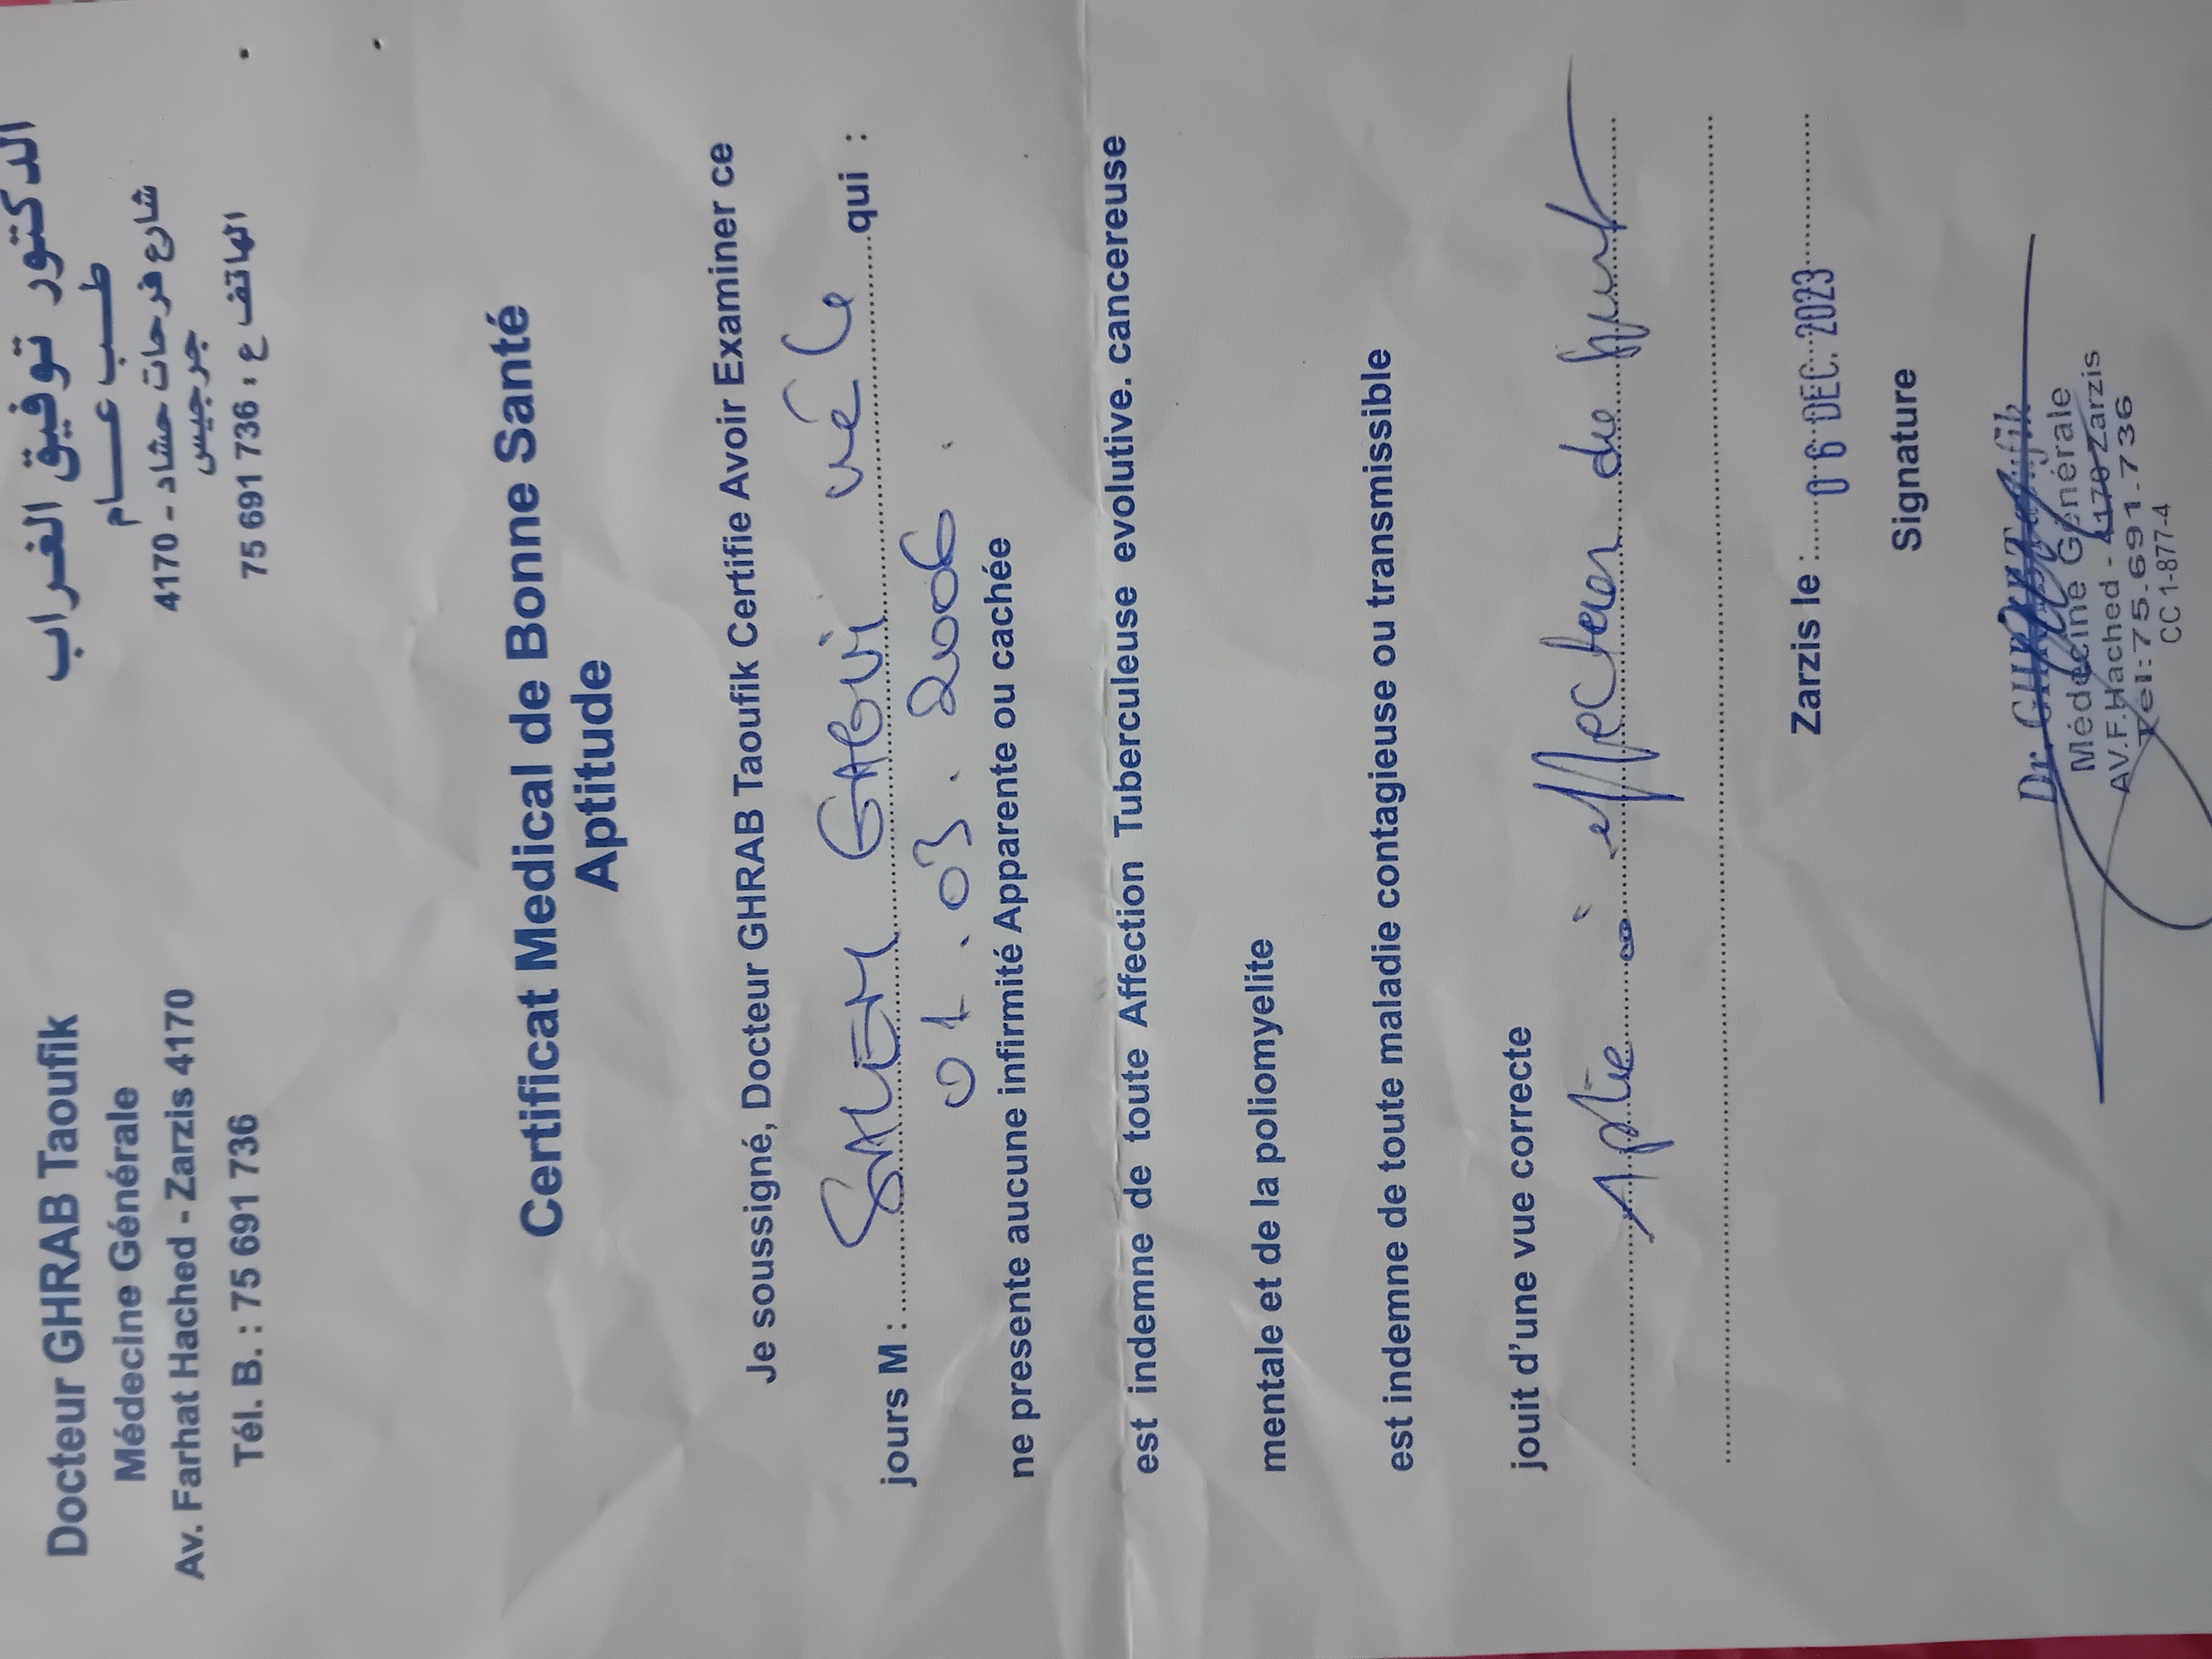 Docteur GHRAB Taoufik
Médecine Générale
Av. Farhat Hached - Zarzis 4170
Tél. B. : 75 691 736
الدكتور توفيق الغراب
طب عام
شارع فرحات حشاد - 4170
جرجيس
الهاتف ع : 736 691 75
Certificat Medical de Bonne Santé
Aptitude
Je soussigné, Docteur GHRAB Taoufik Certifie Avoir Examiner ce
jours M : SALEM GABVI né le qui :
01. 03. 2006.
ne presente aucune infirmité Apparente ou cachée
est indemne de toute Affection Tuberculeuse evolutive. cancereuse
mentale et de la poliomyelite
est indemne de toute maladie contagieuse ou transmissible
jouit d'une vue correcte
Apte à effectuer du sport
Zarzis le : 06 DEC. 2023
Signature
Dr. GHRAB Taoufik
Médecine Générale
AV.F.Hached - 4170 Zarzis
Tel:75.691.736
CC 1-877-4